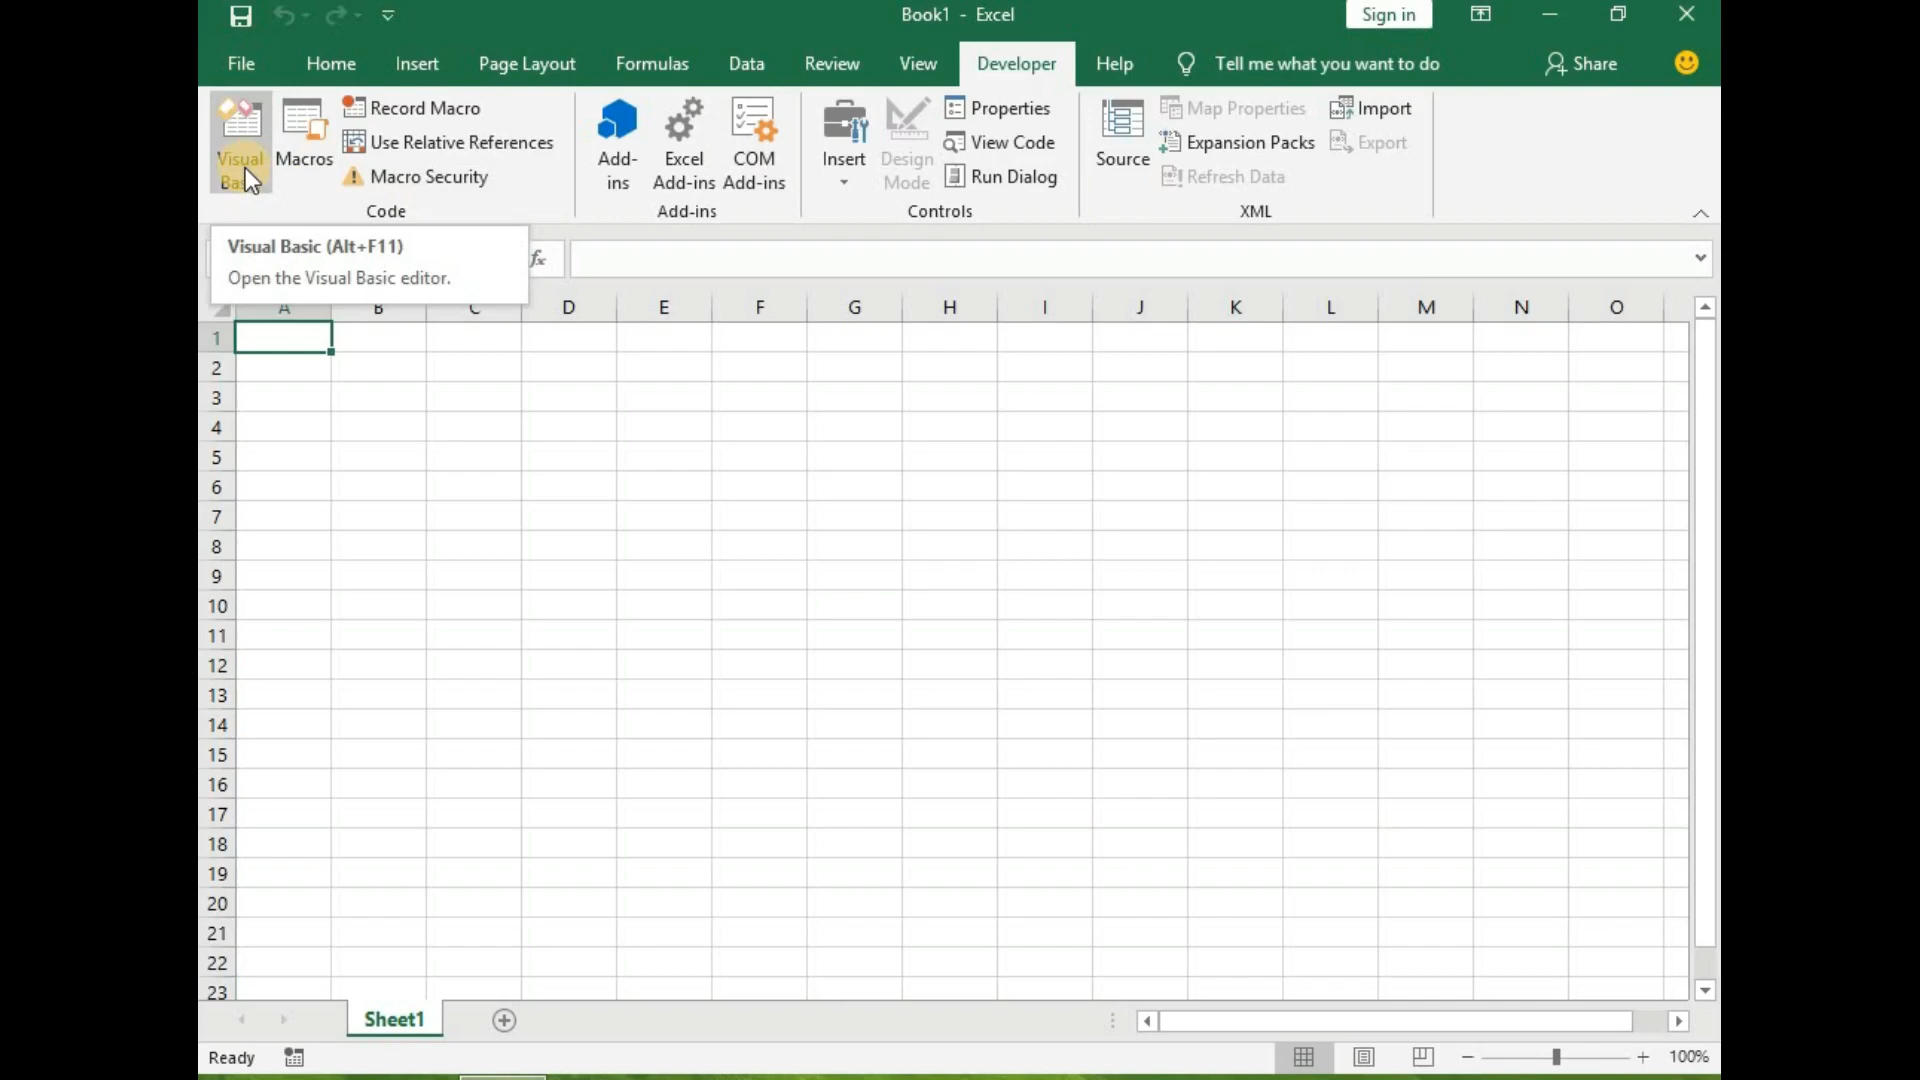 Book1 - Excel
Sign in
File Home Insert Page Layout Formulas Data Review View Developer Help Tell me what you want to do Share
Visual Basic
Macros
Record Macro
Use Relative References
Macro Security
Code
Add-ins
Excel Add-ins
COM Add-ins
Add-ins
Insert
Design Mode
Properties
View Code
Run Dialog
Controls
Source
Map Properties
Expansion Packs
Refresh Data
Import
Export
XML
Visual Basic (Alt+F11)
Open the Visual Basic editor.
fx
A B C D E F G H I J K L M N O
1
2
3
4
5
6
7
8
9
10
11
12
13
14
15
16
17
18
19
20
21
22
23
Sheet1
Ready
100%